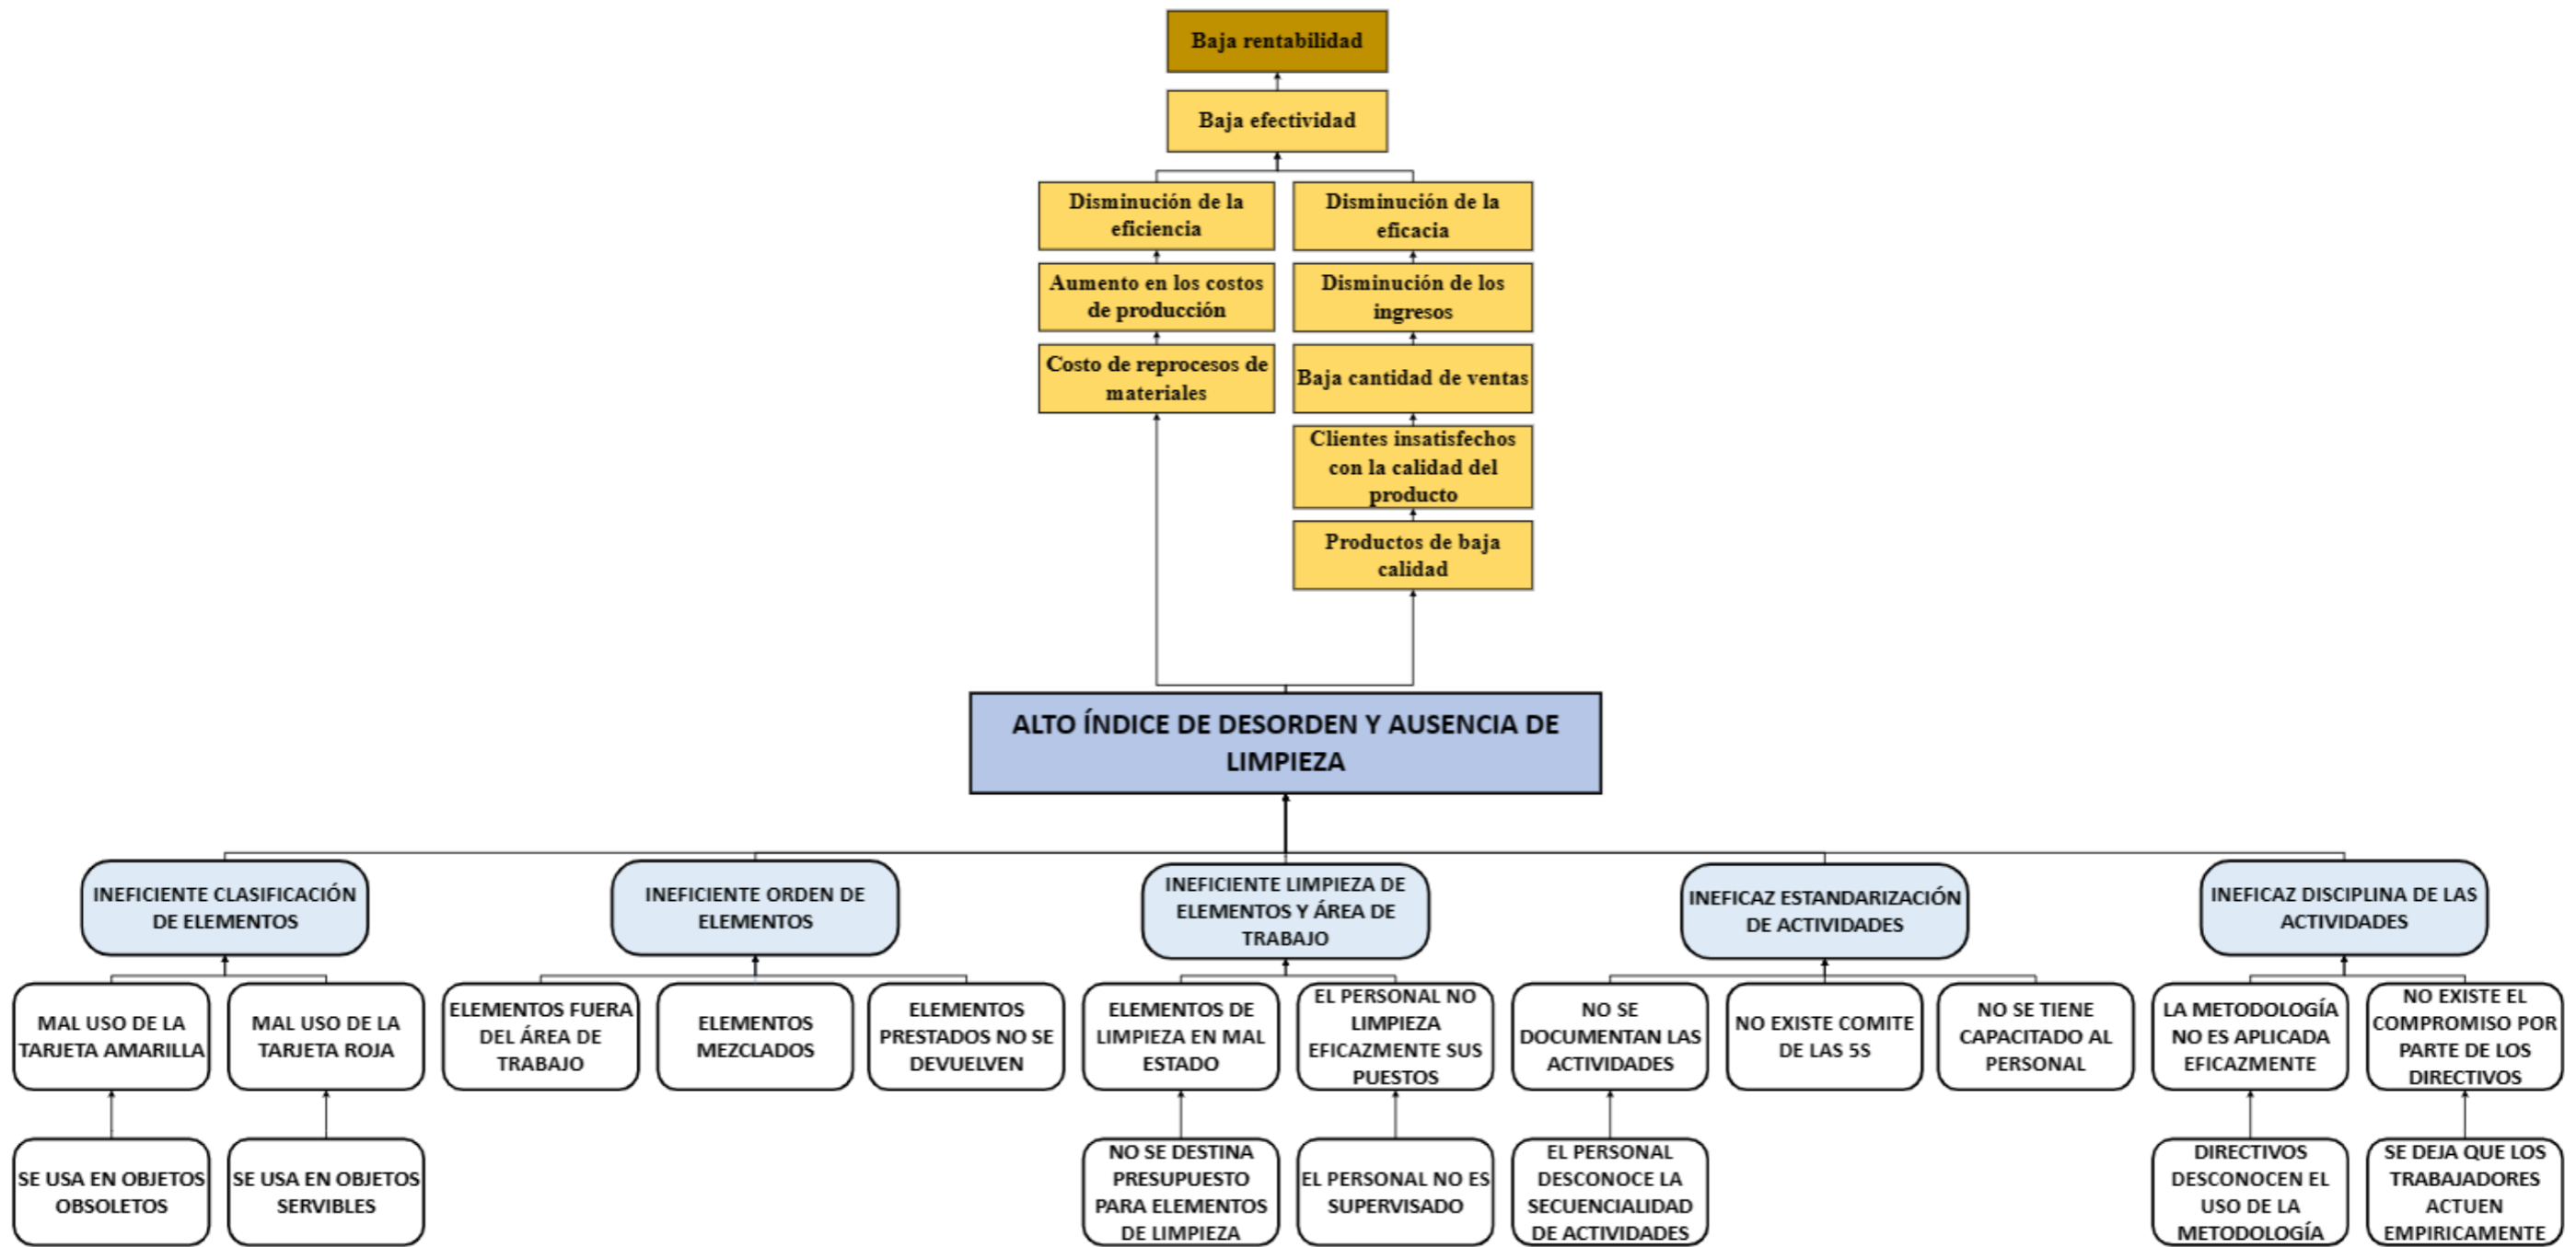 Baja rentabilidad
Baja efectividad
Disminución de la
eficiencia
Disminución de la
eficacia
Aumento en los costos
de producción
Disminución de los
ingresos
Costo de reprocesos de
materiales
Baja cantidad de ventas
Clientes insatisfechos
con la calidad del
producto
Productos de baja
calidad
ALTO ÍNDICE DE DESORDEN Y AUSENCIA DE
LIMPIEZA
INEFICIENTE CLASIFICACIÓN
DE ELEMENTOS
INEFICIENTE ORDEN DE
ELEMENTOS
INEFICIENTE LIMPIEZA DE
ELEMENTOS Y ÁREA DE
TRABAJO
INEFICAZ ESTANDARIZACIÓN
DE ACTIVIDADES
INEFICAZ DISCIPLINA DE LAS
ACTIVIDADES
MAL USO DE LA
TARJETA AMARILLA
MAL USO DE LA
TARJETA ROJA
ELEMENTOS FUERA
DEL ÁREA DE
TRABAJO
ELEMENTOS
MEZCLADOS
ELEMENTOS
PRESTADOS NO SE
DEVUELVEN
ELEMENTOS DE
LIMPIEZA EN MAL
ESTADO
EL PERSONAL NO
LIMPIEZA
EFICAZMENTE SUS
PUESTOS
NO SE
DOCUMENTAN LAS
ACTIVIDADES
NO EXISTE COMITE
DE LAS 5S
NO SE TIENE
CAPACITADO AL
PERSONAL
LA METODOLOGÍA
NO ES APLICADA
EFICAZMENTE
NO EXISTE EL
COMPROMISO POR
PARTE DE LOS
DIRECTIVOS
SE USA EN OBJETOS
OBSOLETOS
SE USA EN OBJETOS
SERVIBLES
NO SE DESTINA
PRESUPUESTO
PARA ELEMENTOS
DE LIMPIEZA
EL PERSONAL NO ES
SUPERVISADO
EL PERSONAL
DESCONOCE LA
SECUENCIALIDAD
DE ACTIVIDADES
DIRECTIVOS
DESCONOCEN EL
USO DE LA
METODOLOGÍA
SE DEJA QUE LOS
TRABAJADORES
ACTUEN
EMPIRICAMENTE